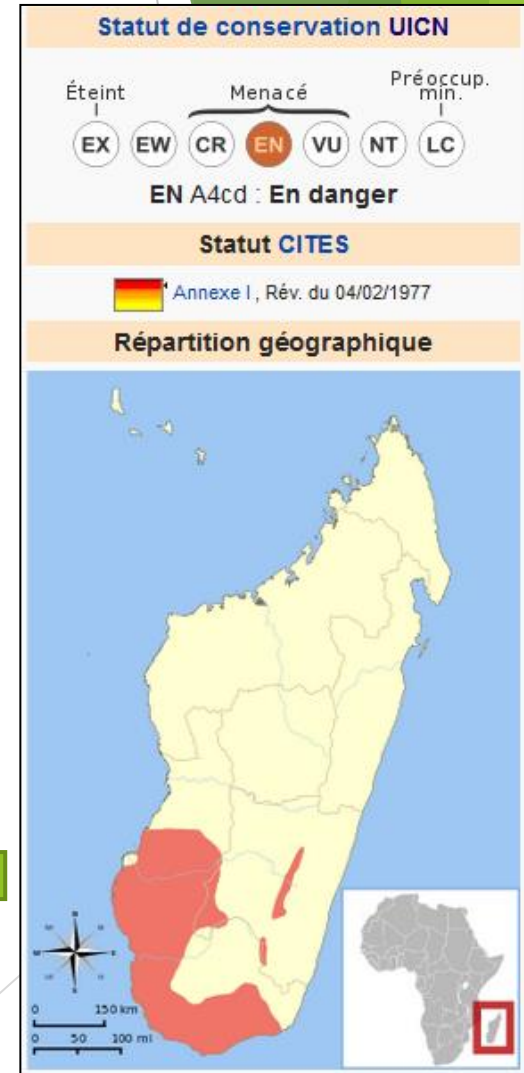 Statut de conservation UICN
Éteint Menacé Préoccup. min.
EX EW CR EN VU NT LC
EN A4cd : En danger
Statut CITES
Annexe I , Rév. du 04/02/1977
Répartition géographique
0 150 km
0 50 100 mi